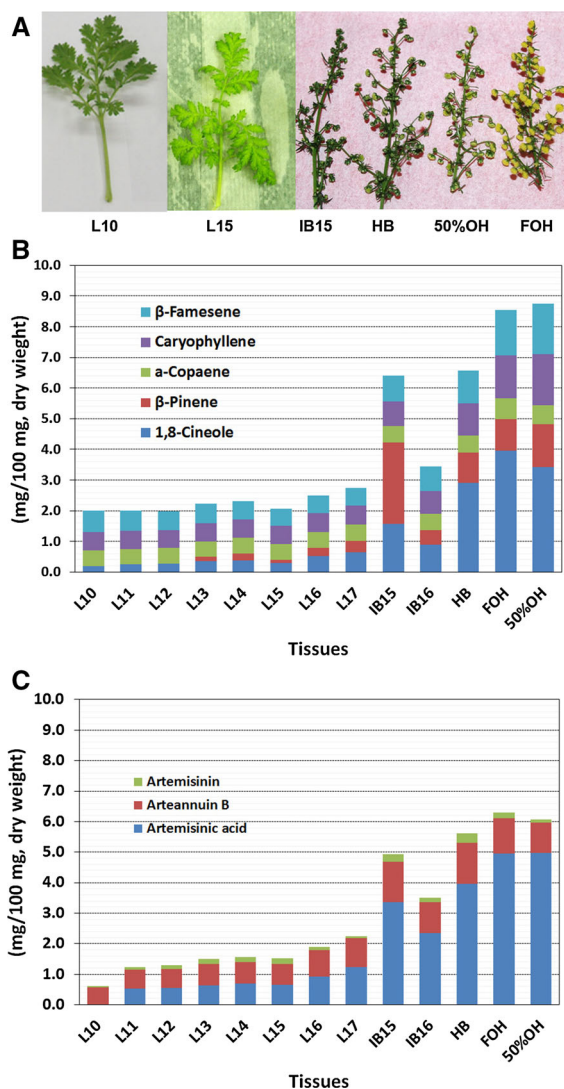 A
L10 L15 IB15 HB 50%OH FOH
B
10.0
9.0
8.0
7.0
6.0
5.0
4.0
3.0
2.0
1.0
0.0
(mg/100 mg, dry wieght)
β-Famesene
Caryophyllene
a-Copaene
β-Pinene
1,8-Cineole
L10 L11 L12 L13 L14 L15 L16 L17 IB15 IB16 HB FOH 50%OH
Tissues
C
10.0
9.0
8.0
7.0
6.0
5.0
4.0
3.0
2.0
1.0
0.0
(mg/100 mg, dry weight)
Artemisinin
Arteannuin B
Artemisinic acid
L10 L11 L12 L13 L14 L15 L16 L17 IB15 IB16 HB FOH 50%OH
Tissues